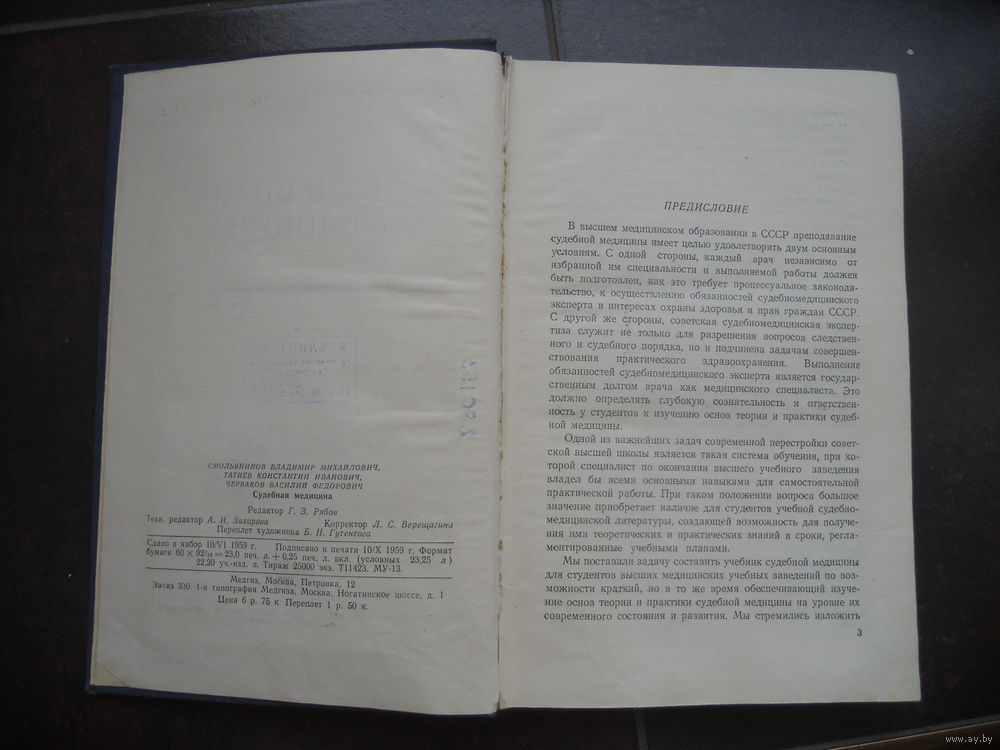 СМОЛЬЯНИНОВ ВЛАДИМИР МИХАЙЛОВИЧ,
ТАТИЕВ КОНСТАНТИН ИВАНОВИЧ,
ЧЕРВАКОВ ВАСИЛИЙ ФЕДОРОВИЧ
Судебная медицина
Редактор Г. З. Рябов
Техн. редактор А. И. Захарова Корректор Л. С. Верещагина
Переплет художника Б. Н. Гутентога
Сдано в набор 10/VI 1959 г. Подписано к печати 10/X 1959 г. Формат
бумаги 60 × 92/16 = 23,0 печ. л. + 0,25 печ. л. вкл. (условных 23,25 л)
22,20 уч.-изд. л. Тираж 25000 экз. Т11423. МУ-13.
Медгиз, Москва, Петровка, 12
Заказ 330. 1-я типография Медгиза, Москва, Ногатинское шоссе, д. 1
Цена 6 р. 75 к. Переплет 1 р. 50 к.
ПРЕДИСЛОВИЕ
В высшем медицинском образовании в СССР преподавание
судебной медицины имеет целью удовлетворить двум основным
условиям. С одной стороны, каждый врач независимо от
избранной им специальности и выполняемой работы должен
быть подготовлен, как это требует процессуальное законода-
тельство, к осуществлению обязанностей судебномедицинского
эксперта в интересах охраны здоровья и прав граждан СССР.
С другой же стороны, советская судебномедицинская экспер-
тиза служит не только для разрешения вопросов следствен-
ного и судебного порядка, но и подчинена задачам совершен-
ствования практического здравоохранения. Выполнение
обязанностей судебномедицинского эксперта является государ-
ственным долгом врача как медицинского специалиста. Это
должно определять глубокую сознательность и ответствен-
ность у студентов к изучению основ теории и практики судеб-
ной медицины.
Одной из важнейших задач современной перестройки совет-
ской высшей школы является такая система обучения, при ко-
торой специалист по окончании высшего учебного заведения
владел бы всеми основными навыками для самостоятельной
практической работы. При таком положении вопроса большое
значение приобретает наличие для студентов учебной судебно-
медицинской литературы, создающей возможность для получе-
ния ими теоретических и практических знаний в сроки, регла-
ментированные учебными планами.
Мы поставили задачу составить учебник судебной медицины
для студентов высших медицинских учебных заведений по воз-
можности краткий, но в то же время обеспечивающий изуче-
ние основ теории и практики судебной медицины на уровне их
современного состояния и развития. Мы стремились изложить
3
www.ay.by